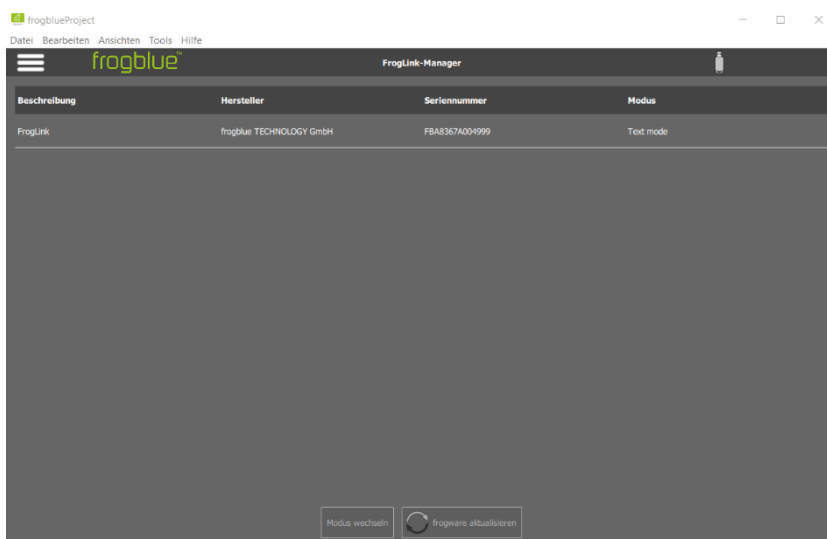 frogblueProject
Datei Bearbeiten Ansichten Tools Hilfe
frogblue™ FrogLink-Manager
Beschreibung Hersteller Seriennummer Modus
FrogLink frogblue TECHNOLOGY GmbH FBA8367A004999 Text mode
Modus wechseln frogware aktualisieren